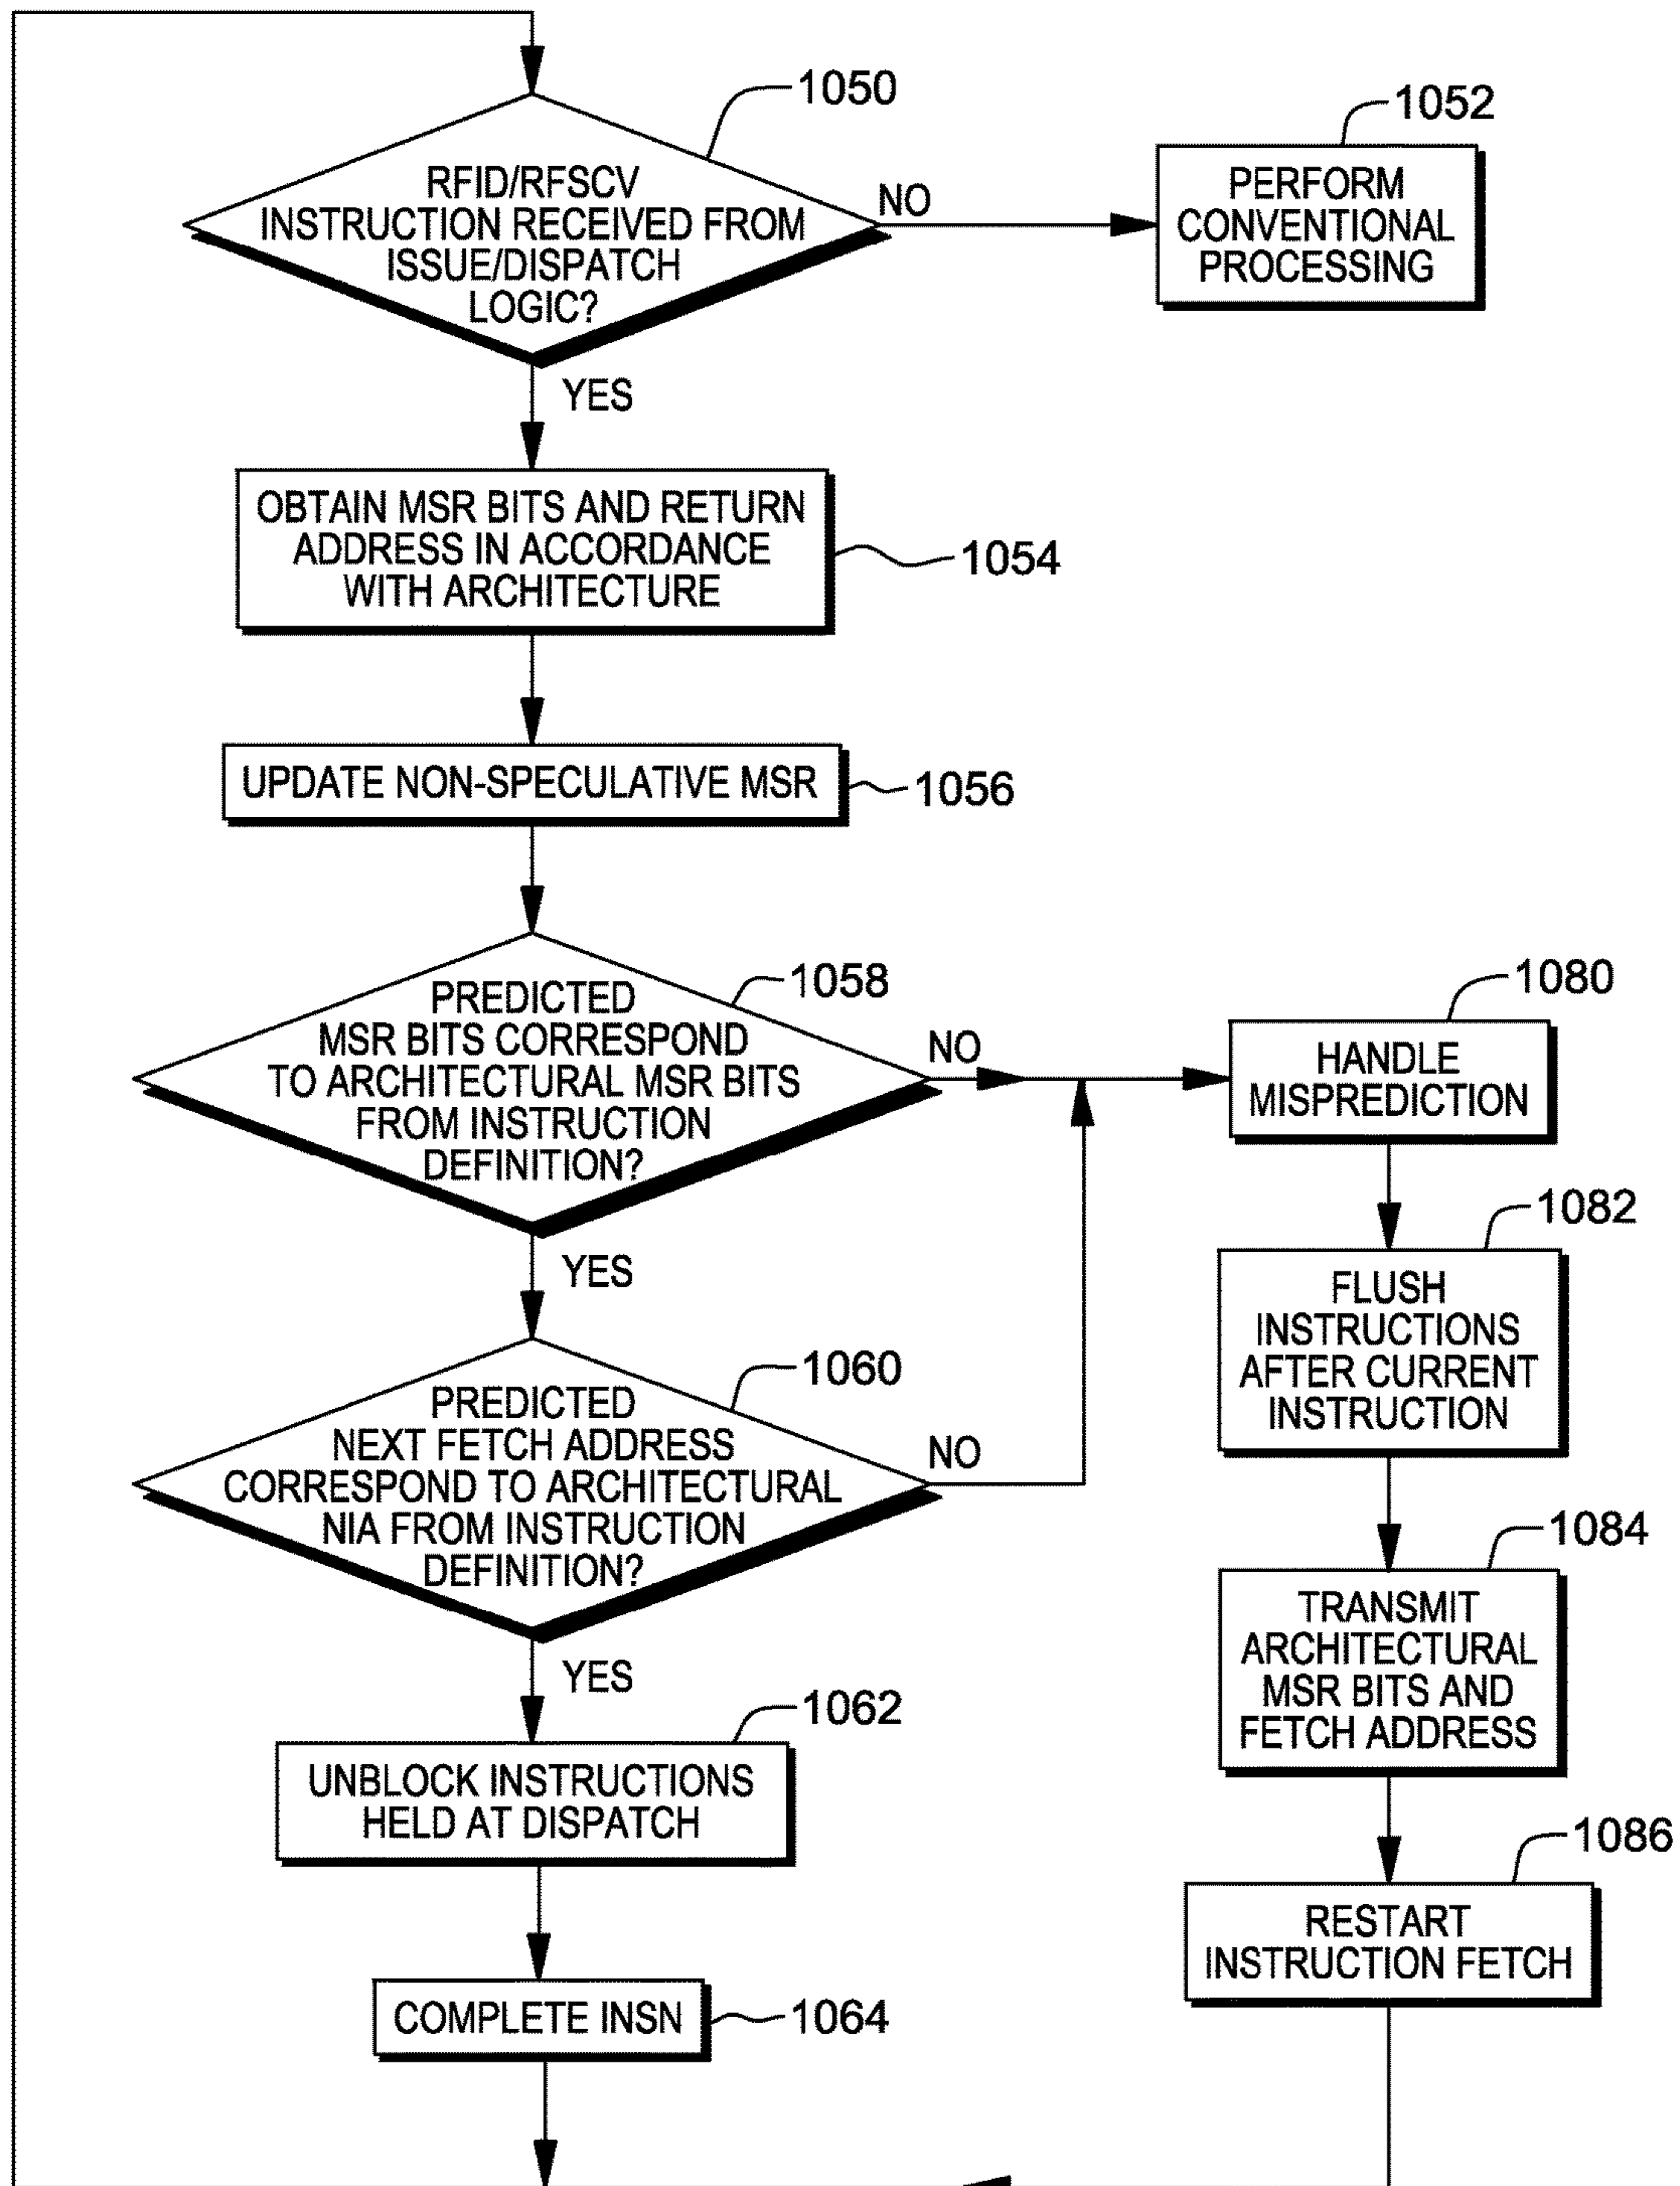 1050
RFID/RFSCV
INSTRUCTION RECEIVED FROM
ISSUE/DISPATCH
LOGIC?
NO
1052
PERFORM
CONVENTIONAL
PROCESSING
YES
OBTAIN MSR BITS AND RETURN
ADDRESS IN ACCORDANCE
WITH ARCHITECTURE
1054
UPDATE NON-SPECULATIVE MSR
1056
1058
PREDICTED
MSR BITS CORRESPOND
TO ARCHITECTURAL MSR BITS
FROM INSTRUCTION
DEFINITION?
NO
YES
1060
PREDICTED
NEXT FETCH ADDRESS
CORRESPOND TO ARCHITECTURAL
NIA FROM INSTRUCTION
DEFINITION?
NO
YES
1062
UNBLOCK INSTRUCTIONS
HELD AT DISPATCH
COMPLETE INSN
1064
1080
HANDLE
MISPREDICTION
1082
FLUSH
INSTRUCTIONS
AFTER CURRENT
INSTRUCTION
1084
TRANSMIT
ARCHITECTURAL
MSR BITS AND
FETCH ADDRESS
1086
RESTART
INSTRUCTION FETCH